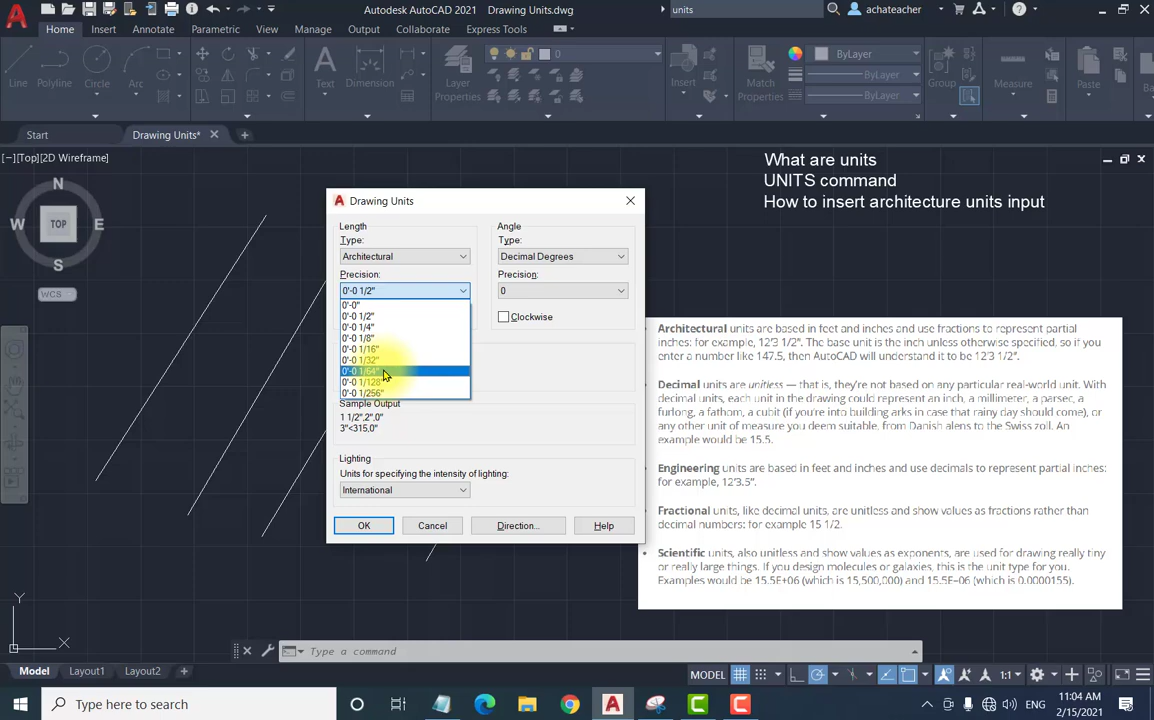 Autodesk AutoCAD 2021 Drawing Units.dwg
units
achateacher
Home Insert Annotate Parametric View Manage Output Collaborate Express Tools
Line
Polyline
Circle
Arc
Text
Dimension
Layer
Properties
0
Insert
Match
Properties
ByLayer
ByLayer
ByLayer
Group
Measure
Paste
Start
Drawing Units*
[−][Top][2D Wireframe]
N
W
TOP
E
S
WCS
What are units
UNITS command
How to insert architecture units input
Drawing Units
Length
Type:
Architectural
Precision:
0'-0 1/2"
0'-0"
0'-0 1/2"
0'-0 1/4"
0'-0 1/8"
0'-0 1/16"
0'-0 1/32"
0'-0 1/64"
0'-0 1/128"
0'-0 1/256"
Angle
Type:
Decimal Degrees
Precision:
0
Clockwise
Sample Output
1 1/2",2",0"
3"<315,0"
Lighting
Units for specifying the intensity of lighting:
International
OK
Cancel
Direction...
Help
Architectural units are based in feet and inches and use fractions to represent partial
inches: for example, 12'3 1/2". The base unit is the inch unless otherwise specified, so if you
enter a number like 147.5, then AutoCAD will understand it to be 12'3 1/2".
Decimal units are unitless — that is, they're not based on any particular real-world unit. With
decimal units, each unit in the drawing could represent an inch, a millimeter, a parsec, a
furlong, a fathom, a cubit (if you're into building arks in case that rainy day should come), or
any other unit of measure you deem suitable, from Danish alens to the Swiss zoll. An
example would be 15.5.
Engineering units are based in feet and inches and use decimals to represent partial inches:
for example, 12'3.5".
Fractional units, like decimal units, are unitless and show values as fractions rather than
decimal numbers: for example 15 1/2.
Scientific units, also unitless and show values as exponents, are used for drawing really tiny
or really large things. If you design molecules or galaxies, this is the unit type for you.
Examples would be 15.5E+06 (which is 15,500,000) and 15.5E−06 (which is 0.0000155).
Y
X
Type a command
Model
Layout1
Layout2
MODEL
1:1
Type here to search
ENG
11:04 AM
2/15/2021